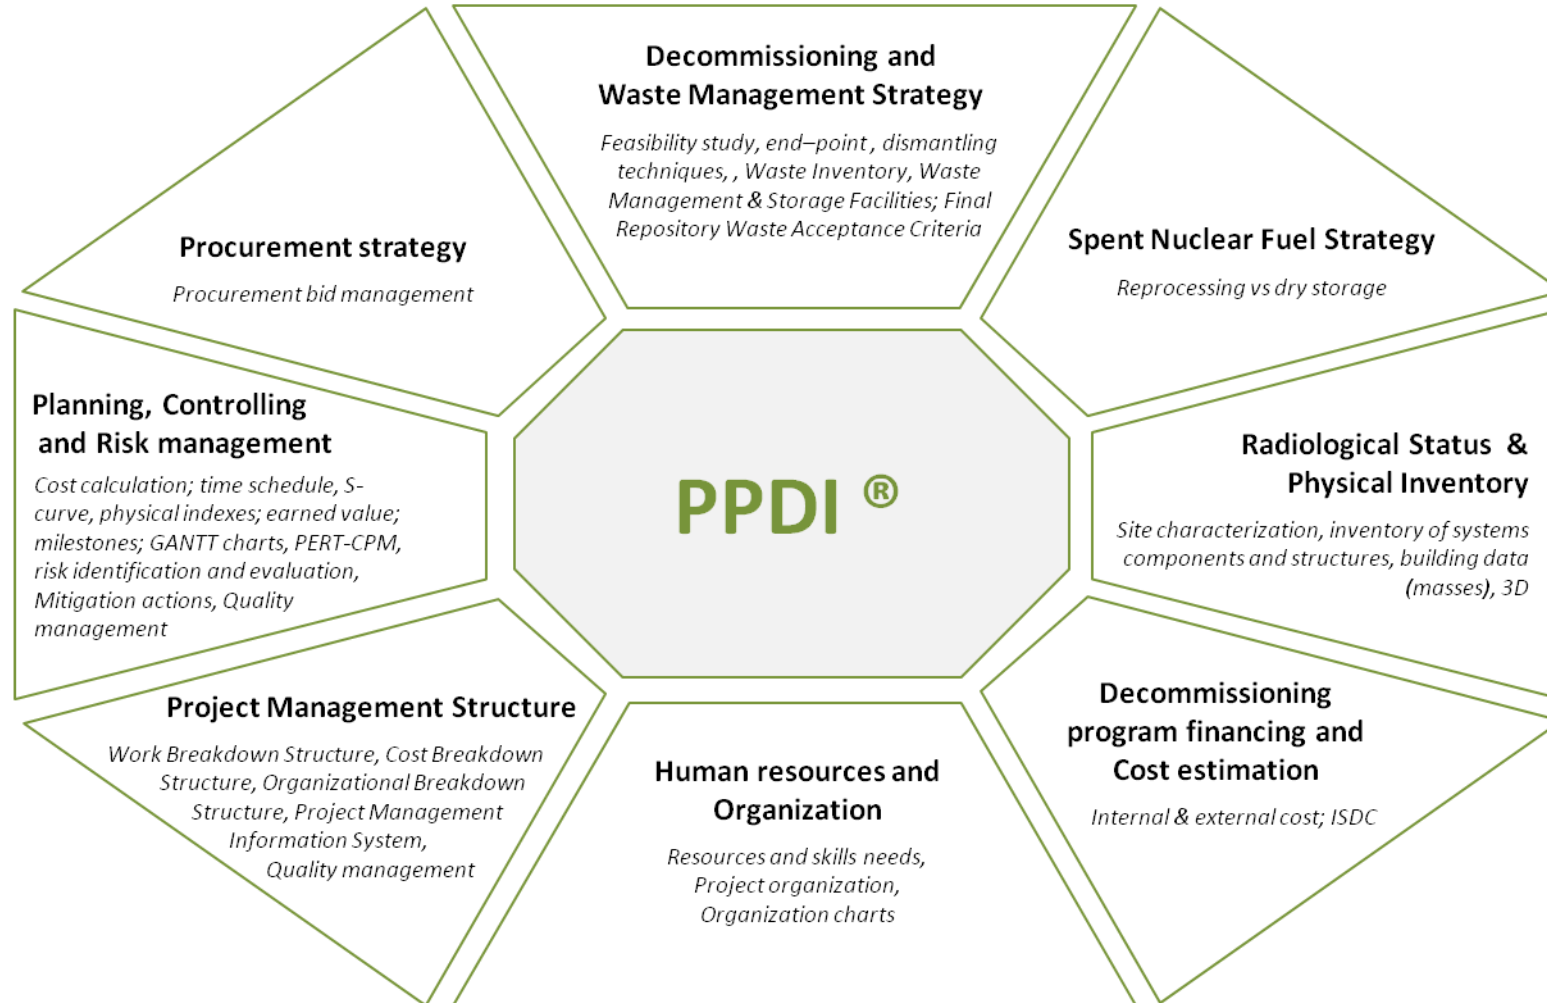 Decommissioning and
Waste Management Strategy
Feasibility study, end–point , dismantling
techniques, , Waste Inventory, Waste
Management & Storage Facilities; Final
Repository Waste Acceptance Criteria
Procurement strategy
Procurement bid management
Spent Nuclear Fuel Strategy
Reprocessing vs dry storage
Planning, Controlling
and Risk management
Cost calculation; time schedule, S-
curve, physical indexes; earned value;
milestones; GANTT charts, PERT-CPM,
risk identification and evaluation,
Mitigation actions, Quality
management
PPDI ®
Radiological Status &
Physical Inventory
Site characterization, inventory of systems
components and structures, building data
(masses), 3D
Project Management Structure
Work Breakdown Structure, Cost Breakdown
Structure, Organizational Breakdown
Structure, Project Management
Information System,
Quality management
Human resources and
Organization
Resources and skills needs,
Project organization,
Organization charts
Decommissioning
program financing and
Cost estimation
Internal & external cost; ISDC